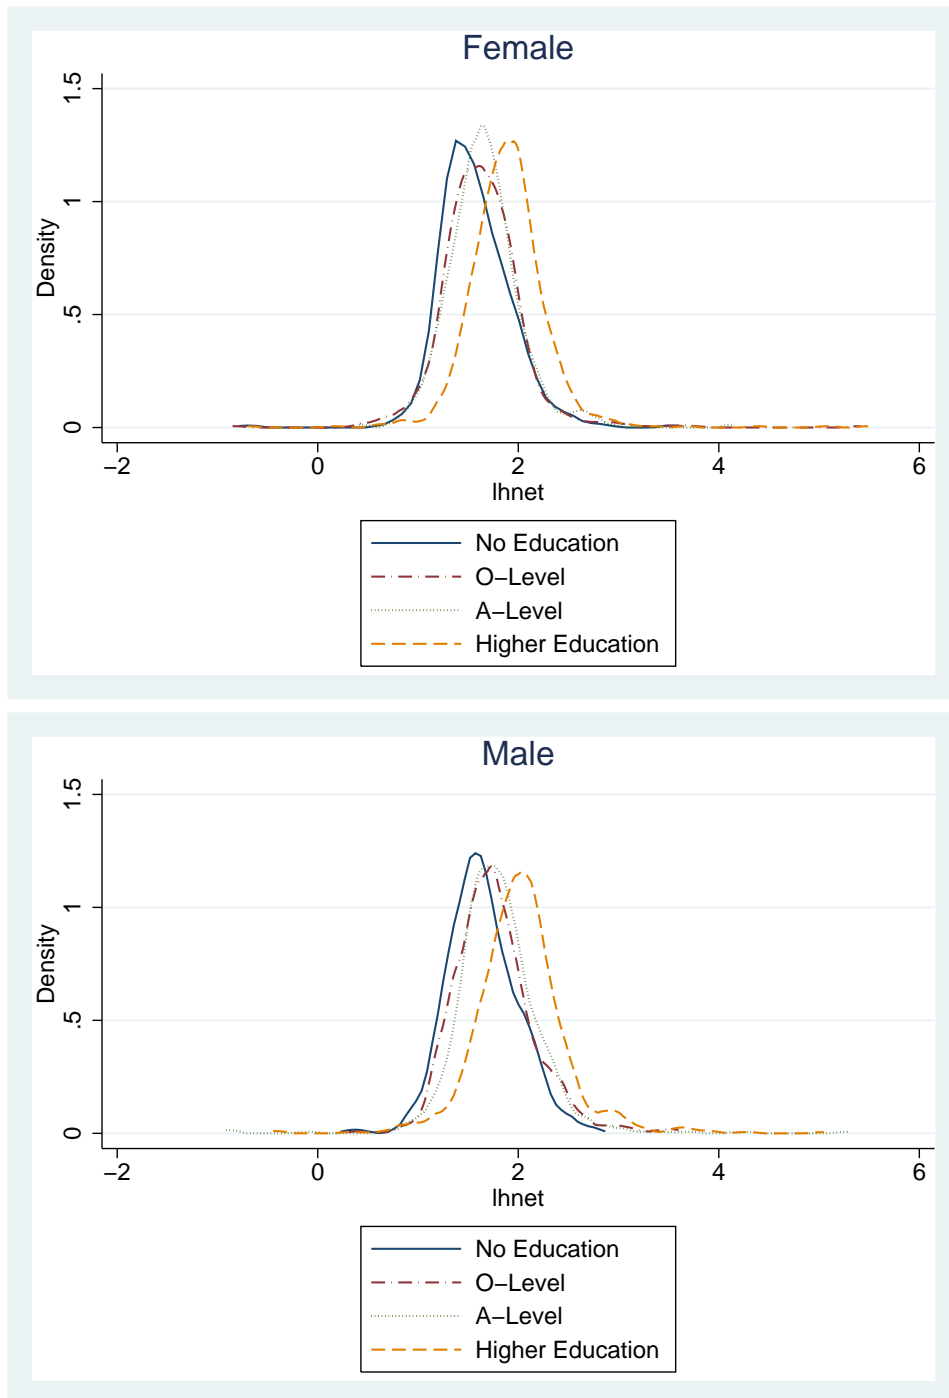 Female
1.5
1
.5
0
Density
−2 0 2 4 6
lhnet
No Education
O−Level
A−Level
Higher Education
Male
1.5
1
.5
0
Density
−2 0 2 4 6
lhnet
No Education
O−Level
A−Level
Higher Education